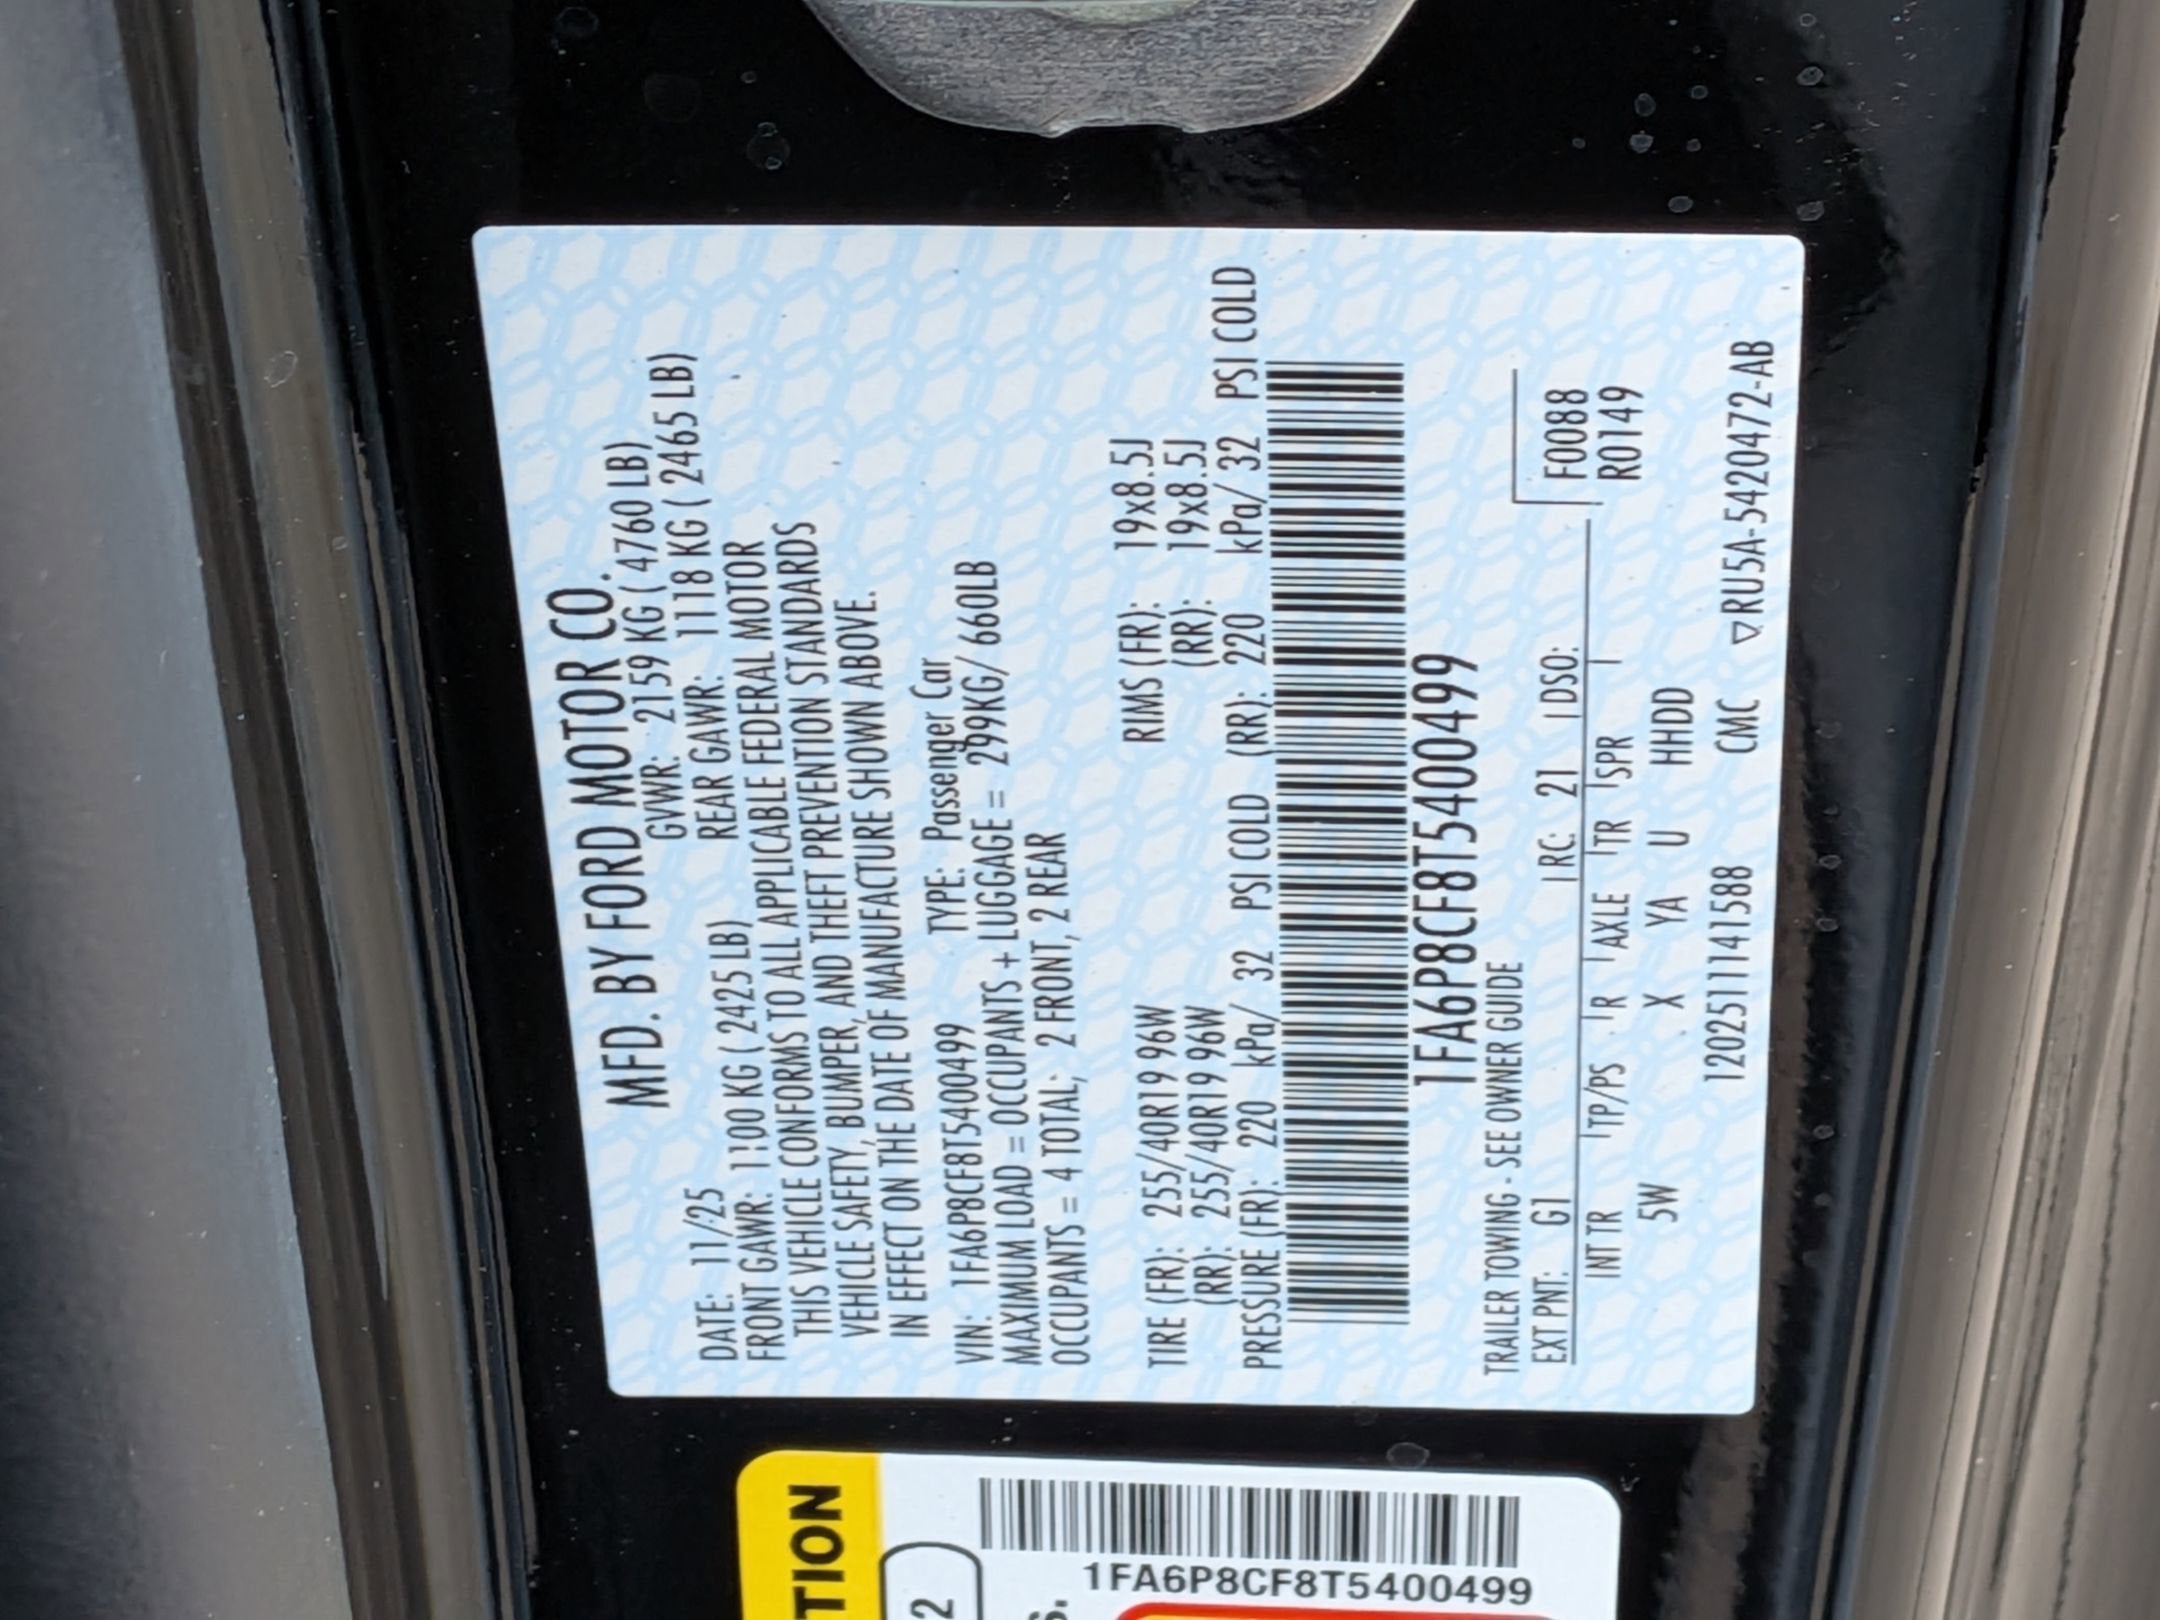 MFD. BY FORD MOTOR CO.
DATE: 11/25 GVWR: 2159 KG ( 4760 LB)
FRONT GAWR: 1100 KG ( 2425 LB) REAR GAWR: 1118 KG ( 2465 LB)
THIS VEHICLE CONFORMS TO ALL APPLICABLE FEDERAL MOTOR
VEHICLE SAFETY, BUMPER, AND THEFT PREVENTION STANDARDS
IN EFFECT ON THE DATE OF MANUFACTURE SHOWN ABOVE.
VIN: 1FA6P8CF8T5400499 TYPE: Passenger Car
MAXIMUM LOAD = OCCUPANTS + LUGGAGE = 299KG/ 660LB
OCCUPANTS = 4 TOTAL; 2 FRONT, 2 REAR
TIRE (FR): 255/40R19 96W RIMS (FR): 19x8.5J
(RR): 255/40R19 96W (RR): 19x8.5J
PRESSURE (FR): 220 kPa/ 32 PSI COLD (RR): 220 kPa/ 32 PSI COLD
1FA6P8CF8T5400499
TRAILER TOWING - SEE OWNER GUIDE
EXT PNT: G1 RC: 21 DSO: F0088
INT TR TP/PS R AXLE TR SPR R0149
5W X YA U HHDD
12025111141588 CMC ▽RU5A-5420472-AB
TION
2
s.
1FA6P8CF8T5400499